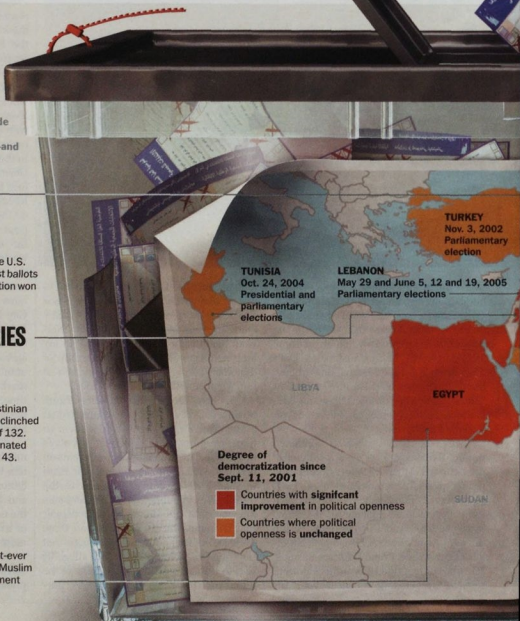 de
-and
e U.S.
st ballots
tion won
IES
stinian
clinched
f 132.
nated
43.
t-ever
Muslim
ment
TURKEY
Nov. 3, 2002
Parliamentary
election
TUNISIA
Oct. 24, 2004
Presidential and
parliamentary
elections
LEBANON
May 29 and June 5, 12 and 19, 2005
Parliamentary elections
LIBYA
EGYPT
SUDAN
Degree of
democratization since
Sept. 11, 2001
Countries with signifcant
improvement in political openness
Countries where political
openness is unchanged